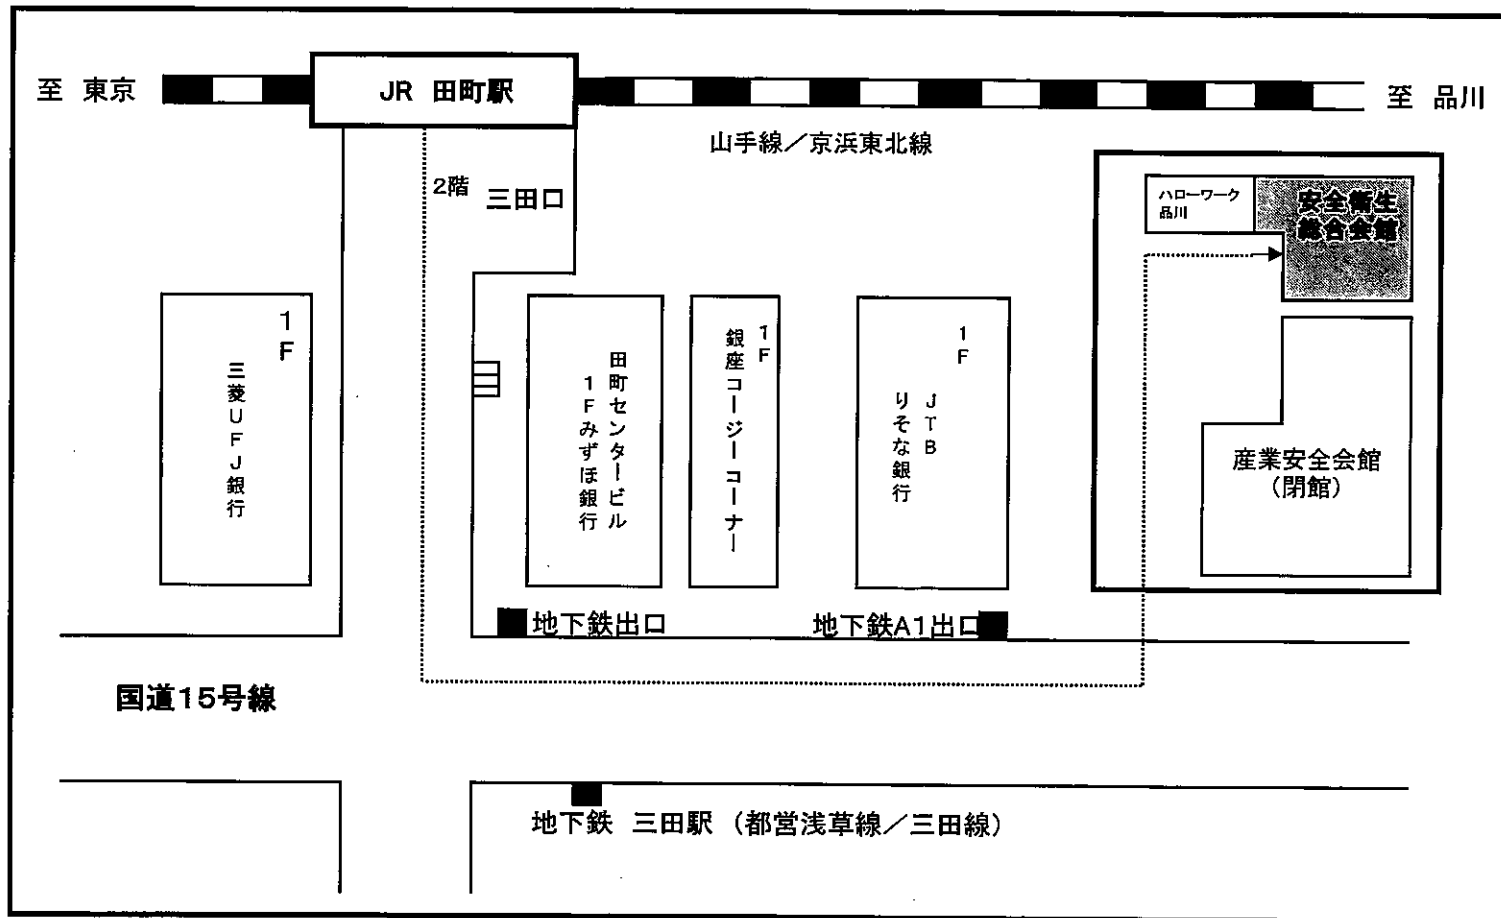 至 東京
JR 田町駅
至 品川
山手線／京浜東北線
2階
三田口
ハローワーク
品川
安全衛生
総合会館
1F
三菱UFJ銀行
田町センタービル
1Fみずほ銀行
1F
銀座コージーコーナー
1F
JTB
りそな銀行
産業安全会館
（閉館）
地下鉄出口
地下鉄A1出口
国道15号線
地下鉄 三田駅 （都営浅草線／三田線）